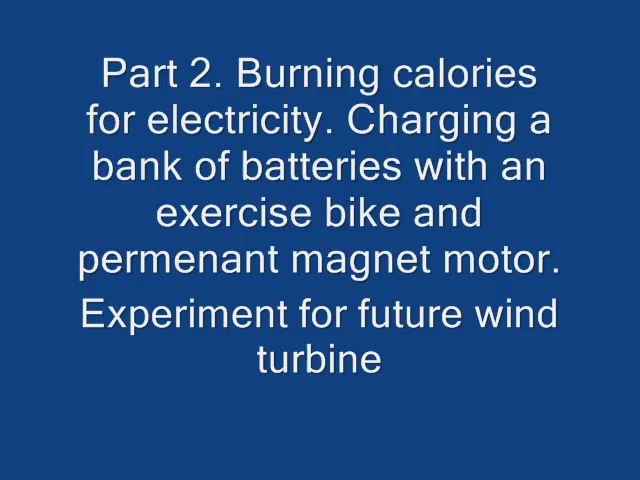 Part 2. Burning calories
for electricity. Charging a
bank of batteries with an
exercise bike and
permenant magnet motor.
Experiment for future wind
turbine